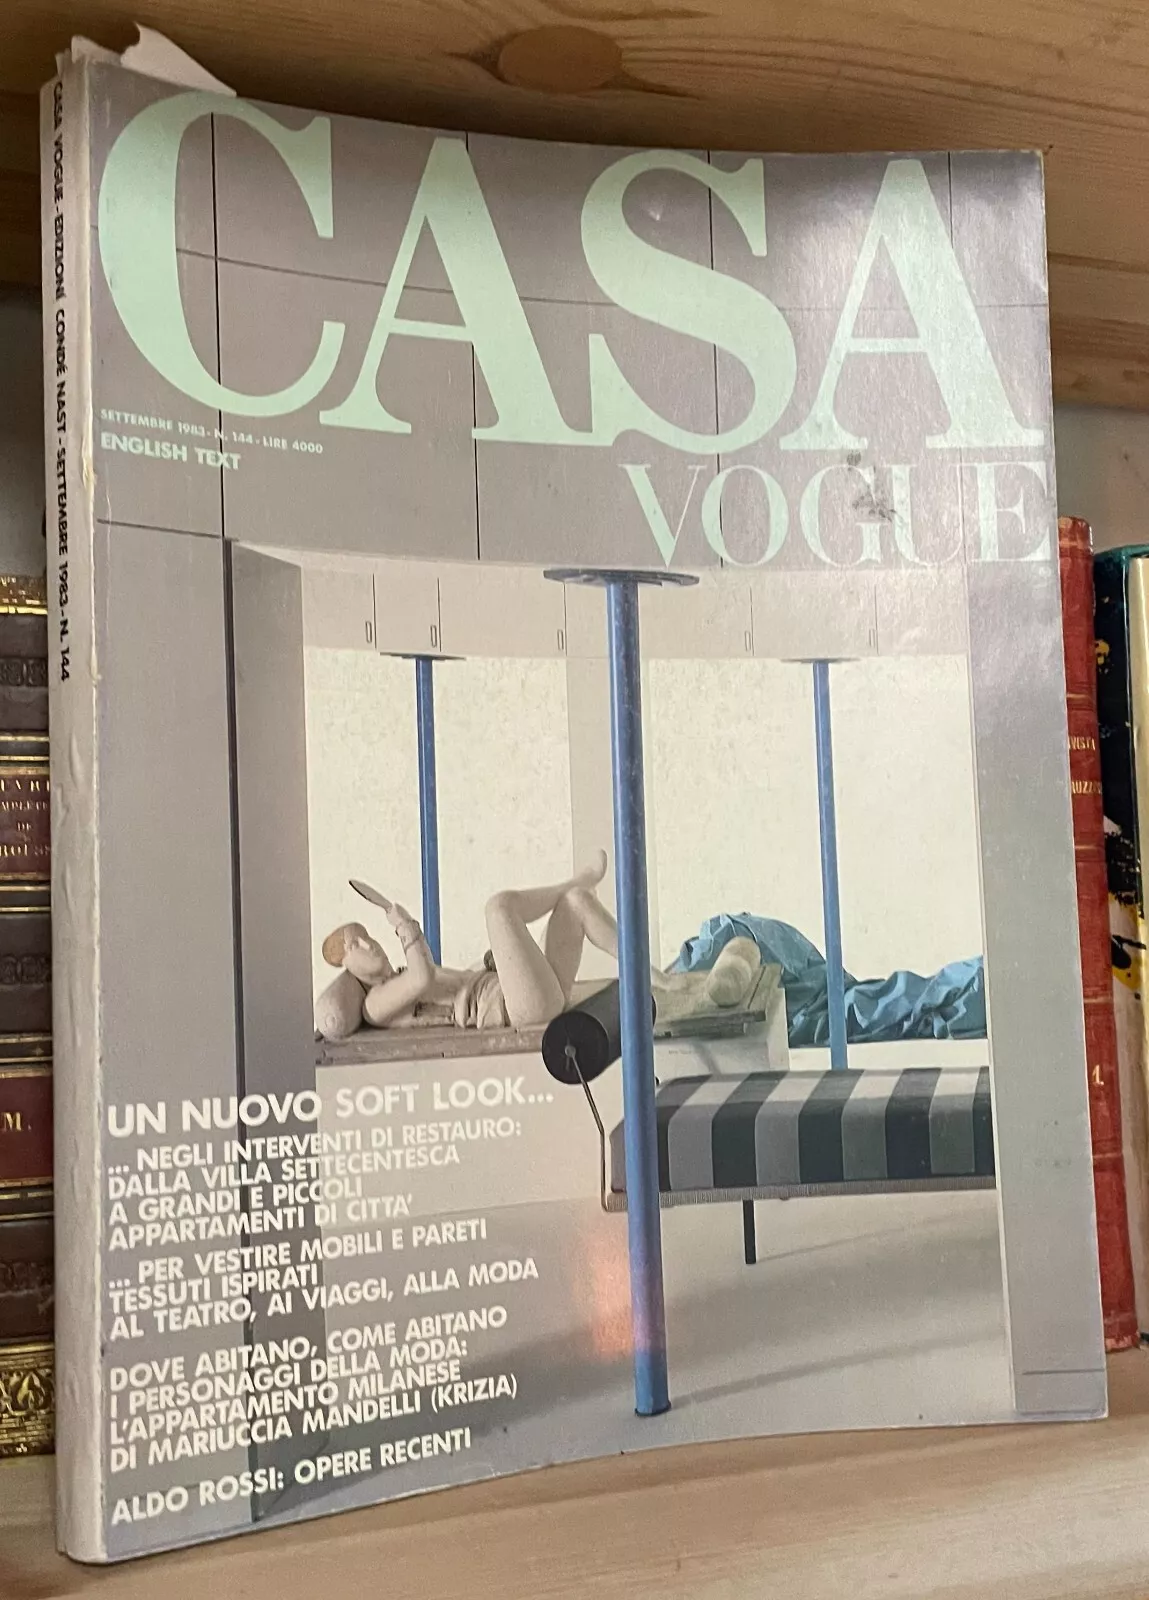 CASA
VOGUE
SETTEMBRE 1983 - N. 144 - LIRE 4000
ENGLISH TEXT
UN NUOVO SOFT LOOK...
... NEGLI INTERVENTI DI RESTAURO:
DALLA VILLA SETTECENTESCA
A GRANDI E PICCOLI
APPARTAMENTI DI CITTA'
... PER VESTIRE MOBILI E PARETI
TESSUTI ISPIRATI
AL TEATRO, AI VIAGGI, ALLA MODA
DOVE ABITANO, COME ABITANO
I PERSONAGGI DELLA MODA:
L'APPARTAMENTO MILANESE
DI MARIUCCIA MANDELLI (KRIZIA)
ALDO ROSSI: OPERE RECENTI
CASA VOGUE - EDIZIONI CONDÉ NAST - SETTEMBRE 1983 - N. 144
DE
M.
1.